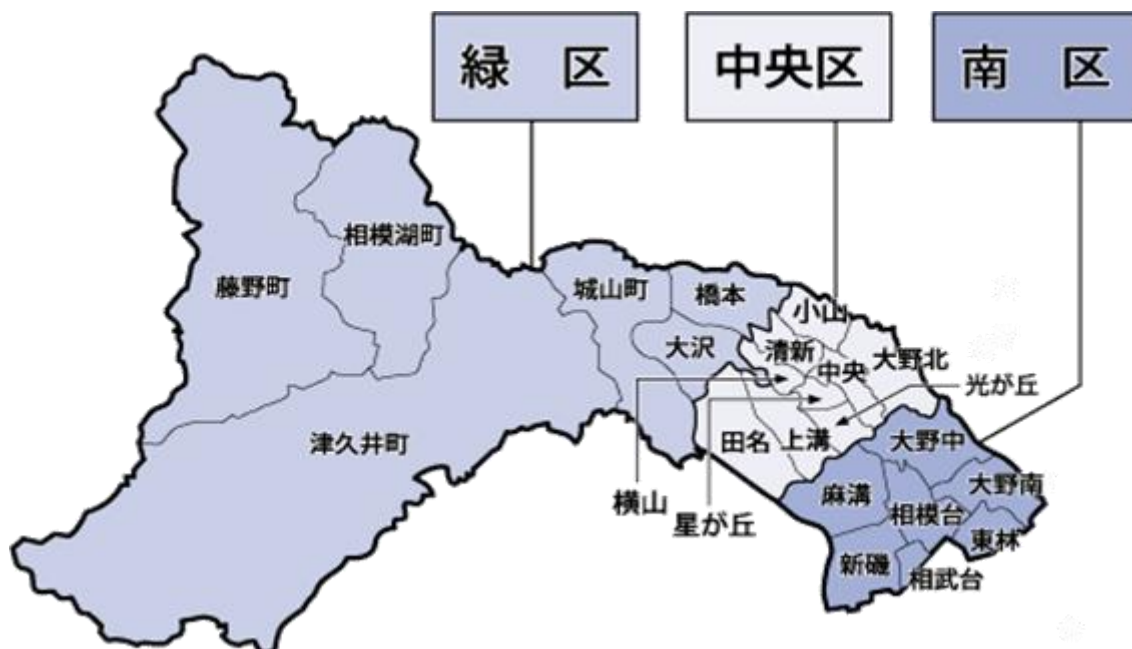 緑 区
中央区
南 区
相模湖町
藤野町
城山町
橋本
小山
大沢
清新
中央
大野北
光が丘
津久井町
田名
上溝
大野中
横山
星が丘
麻溝
大野南
相模台
東林
新磯
相武台